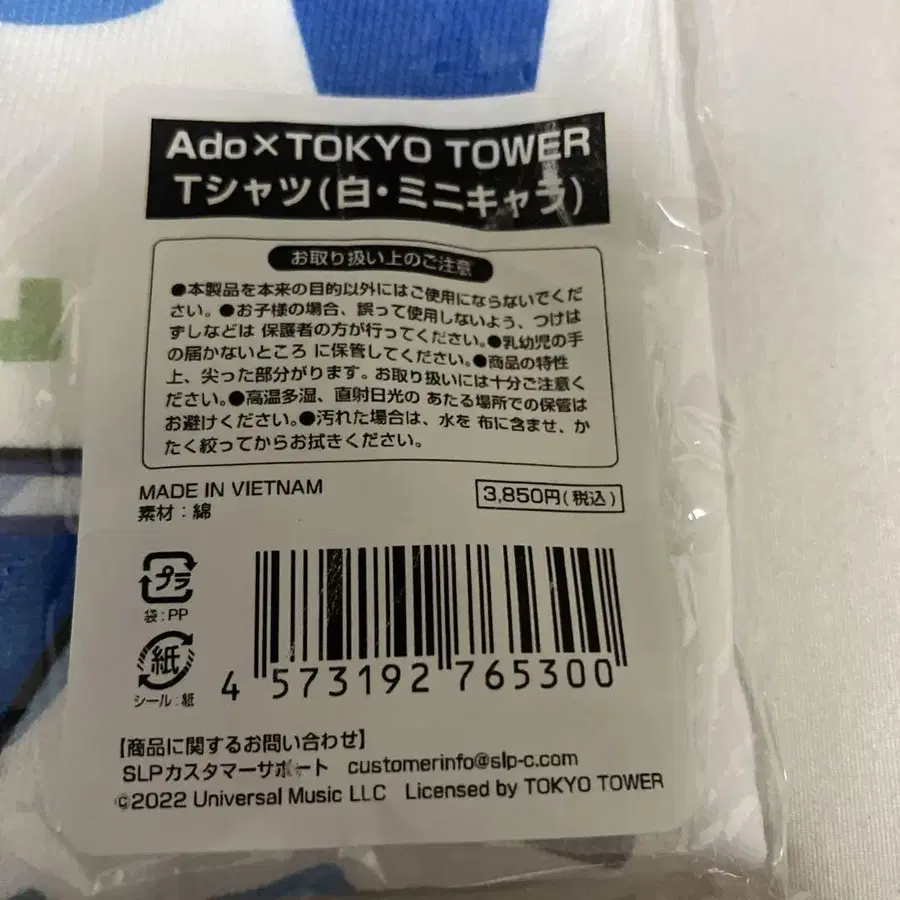 Ado×TOKYO TOWER
Tシャツ(白・ミニキャラ)
お取り扱い上のご注意
●本製品を本来の目的以外にはご使用にならないでくだ
さい。●お子様の場合、誤って使用しないよう、つけは
ずしなどは 保護者の方が行ってください。●乳幼児の手
の届かないところ に保管してください。●商品の特性
上、尖った部分がります。お取り扱いには十分ご注意く
ださい。●高温多湿、直射日光の あたる場所での保管は
お避けください。●汚れた場合は、水を 布に含ませ、か
たく絞ってからお拭きください。
MADE IN VIETNAM
素材：綿
3,850円(税込)
プラ
袋：PP
紙
シール：紙
4 573192 765300
【商品に関するお問い合わせ】
SLPカスタマーサポート customerinfo@slp-c.com
©2022 Universal Music LLC Licensed by TOKYO TOWER